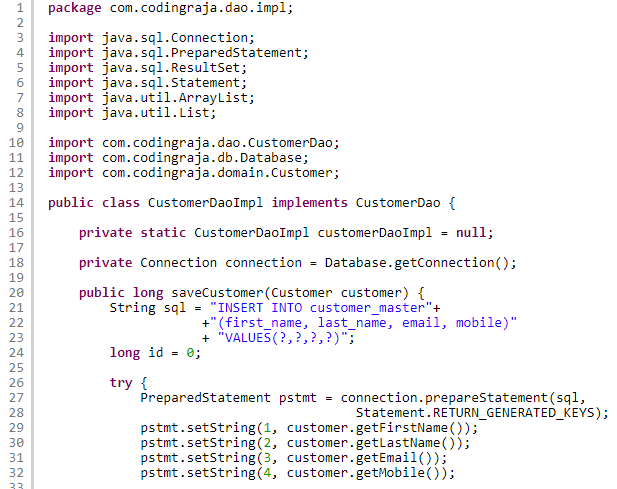 1 package com.codingraja.dao.impl;
2
3 import java.sql.Connection;
4 import java.sql.PreparedStatement;
5 import java.sql.ResultSet;
6 import java.sql.Statement;
7 import java.util.ArrayList;
8 import java.util.List;
9
10 import com.codingraja.dao.CustomerDao;
11 import com.codingraja.db.Database;
12 import com.codingraja.domain.Customer;
13
14 public class CustomerDaoImpl implements CustomerDao {
15
16     private static CustomerDaoImpl customerDaoImpl = null;
17
18     private Connection connection = Database.getConnection();
19
20     public long saveCustomer(Customer customer) {
21         String sql = "INSERT INTO customer_master"+
22                     +"(first_name, last_name, email, mobile)"
23                     + "VALUES(?,?,?,?)";
24         long id = 0;
25
26         try {
27             PreparedStatement pstmt = connection.prepareStatement(sql,
28                                         Statement.RETURN_GENERATED_KEYS);
29             pstmt.setString(1, customer.getFirstName());
30             pstmt.setString(2, customer.getLastName());
31             pstmt.setString(3, customer.getEmail());
32             pstmt.setString(4, customer.getMobile());
33